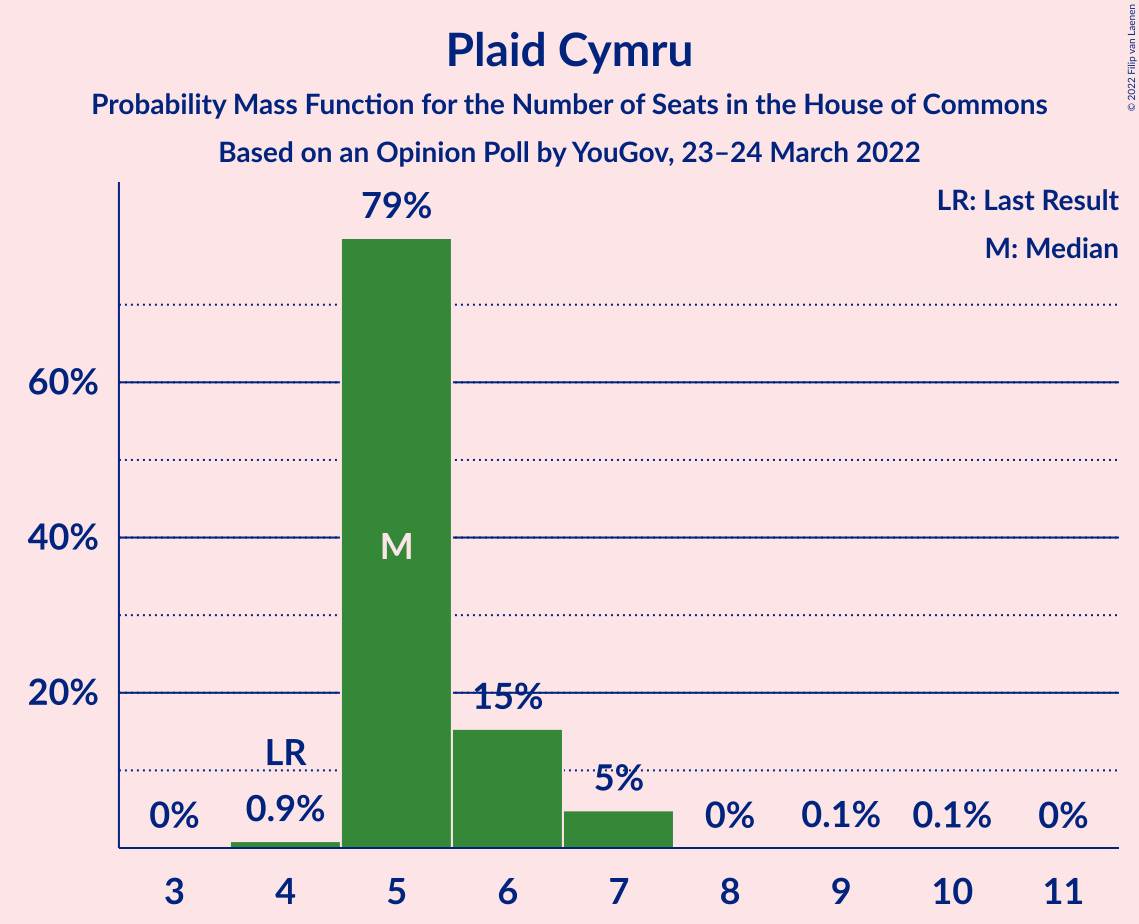 Plaid Cymru
Probability Mass Function for the Number of Seats in the House of Commons
Based on an Opinion Poll by YouGov, 23–24 March 2022
© 2022 Filip van Laenen
LR: Last Result
M: Median
79%
60%
40%
M
20%
15%
LR
5%
0%
0.9%
0%
0.1%
0.1%
0%
3
4
5
6
7
8
9
10
11